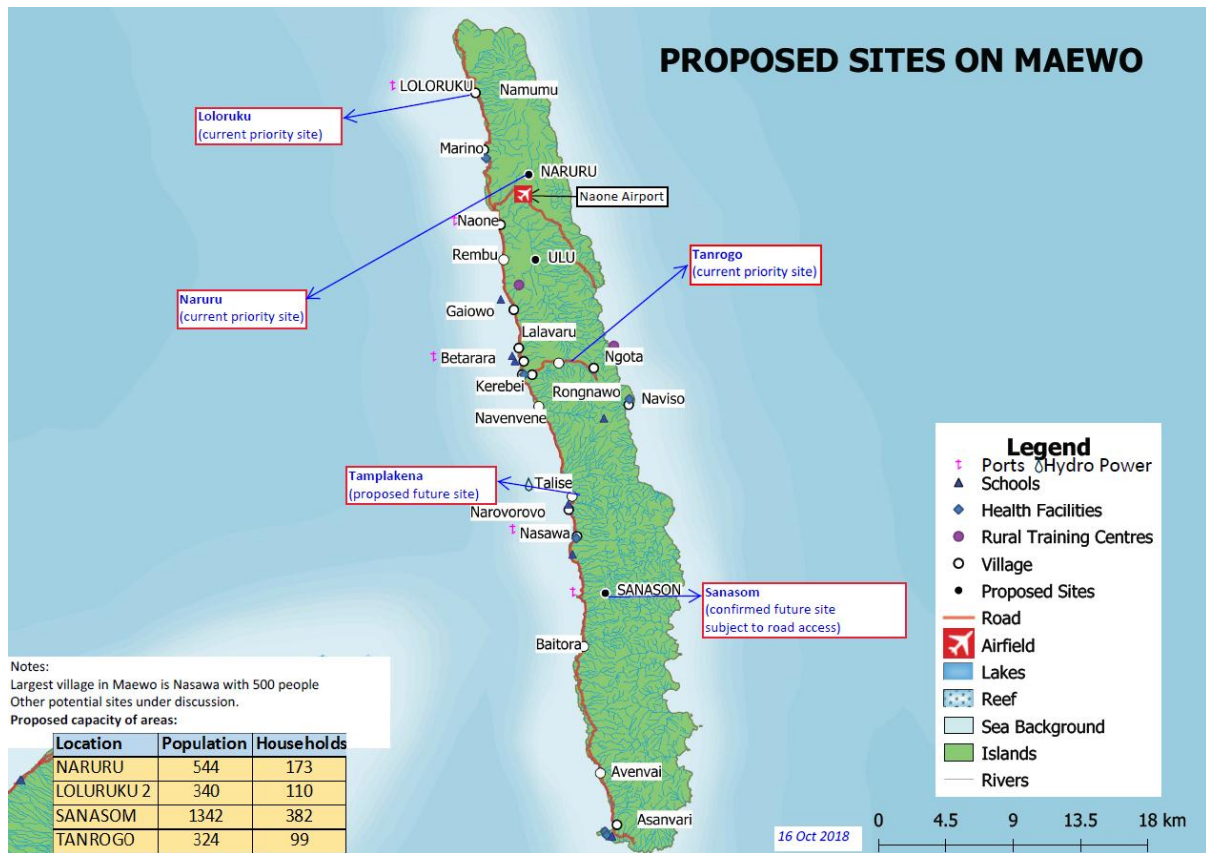 PROPOSED SITES ON MAEWO
LOLORUKU
Namumu
Loloruku
(current priority site)
Marino
NARURU
Naone Airport
Naone
Rembu
ULU
Tanrogo
(current priority site)
Naruru
(current priority site)
Gaiowo
Lalavaru
Betarara
Ngota
Kerebei
Rongnawo
Naviso
Navenvene
Tamplakena
(proposed future site)
Talise
Narovorovo
Nasawa
SANASON
Sanasom
(confirmed future site
subject to road access)
Baitora
Avenvai
Asanvari
Legend
Ports Hydro Power
Schools
Health Facilities
Rural Training Centres
Village
Proposed Sites
Road
Airfield
Lakes
Reef
Sea Background
Islands
Rivers
Notes:
Largest village in Maewo is Nasawa with 500 people
Other potential sites under discussion.
Proposed capacity of areas:
Location Population Households
NARURU 544 173
LOLURUKU 2 340 110
SANASOM 1342 382
TANROGO 324 99
16 Oct 2018
0 4.5 9 13.5 18 km